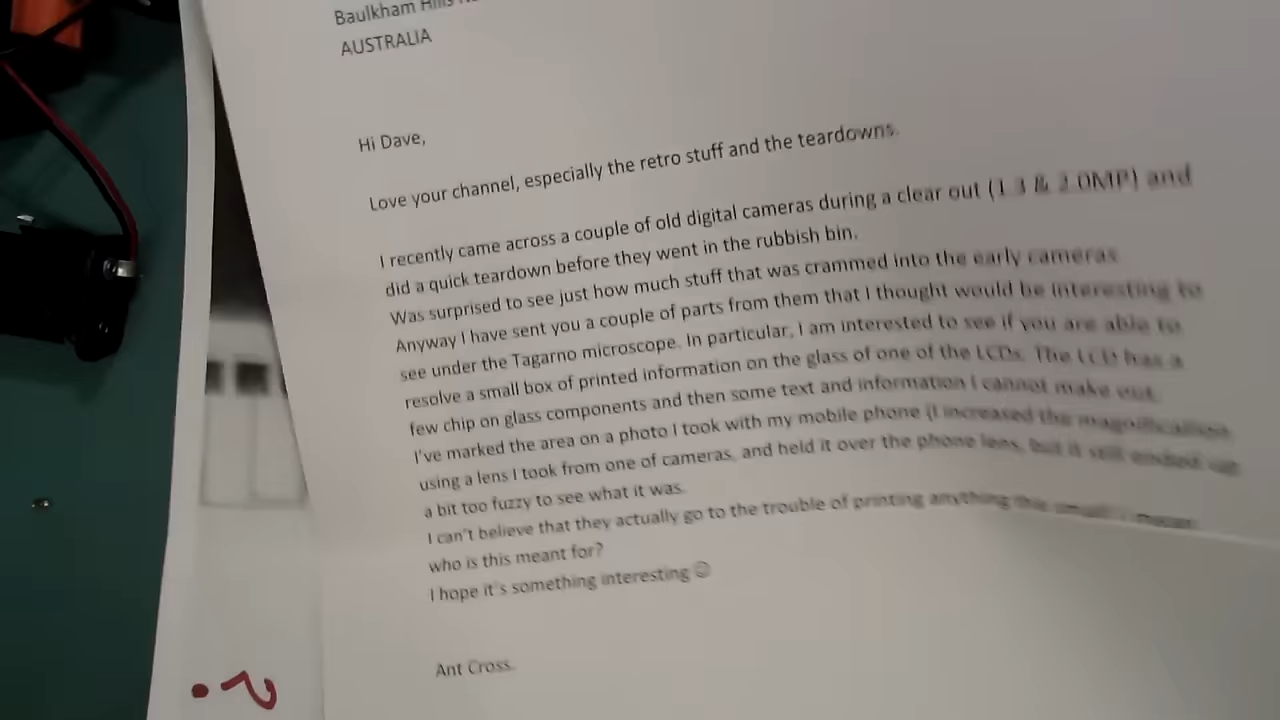 Baulkham Hills
AUSTRALIA
Hi Dave,
Love your channel, especially the retro stuff and the teardowns.
I recently came across a couple of old digital cameras during a clear out (1.3 & 2.0MP) and
did a quick teardown before they went in the rubbish bin.
Was surprised to see just how much stuff that was crammed into the early cameras
Anyway I have sent you a couple of parts from them that I thought would be interesting to
see under the Tagarno microscope. In particular, I am interested to see if you are able to
resolve a small box of printed information on the glass of one of the LCDs. The LCD has a
few chip on glass components and then some text and information I cannot make out.
I've marked the area on a photo I took with my mobile phone (I increased the magnification
using a lens I took from one of cameras, and held it over the phone lens, but it still ended up
a bit too fuzzy to see what it was.
I can't believe that they actually go to the trouble of printing anything this small! I mean
who is this meant for?
I hope it's something interesting ☺
Ant Cross.
?